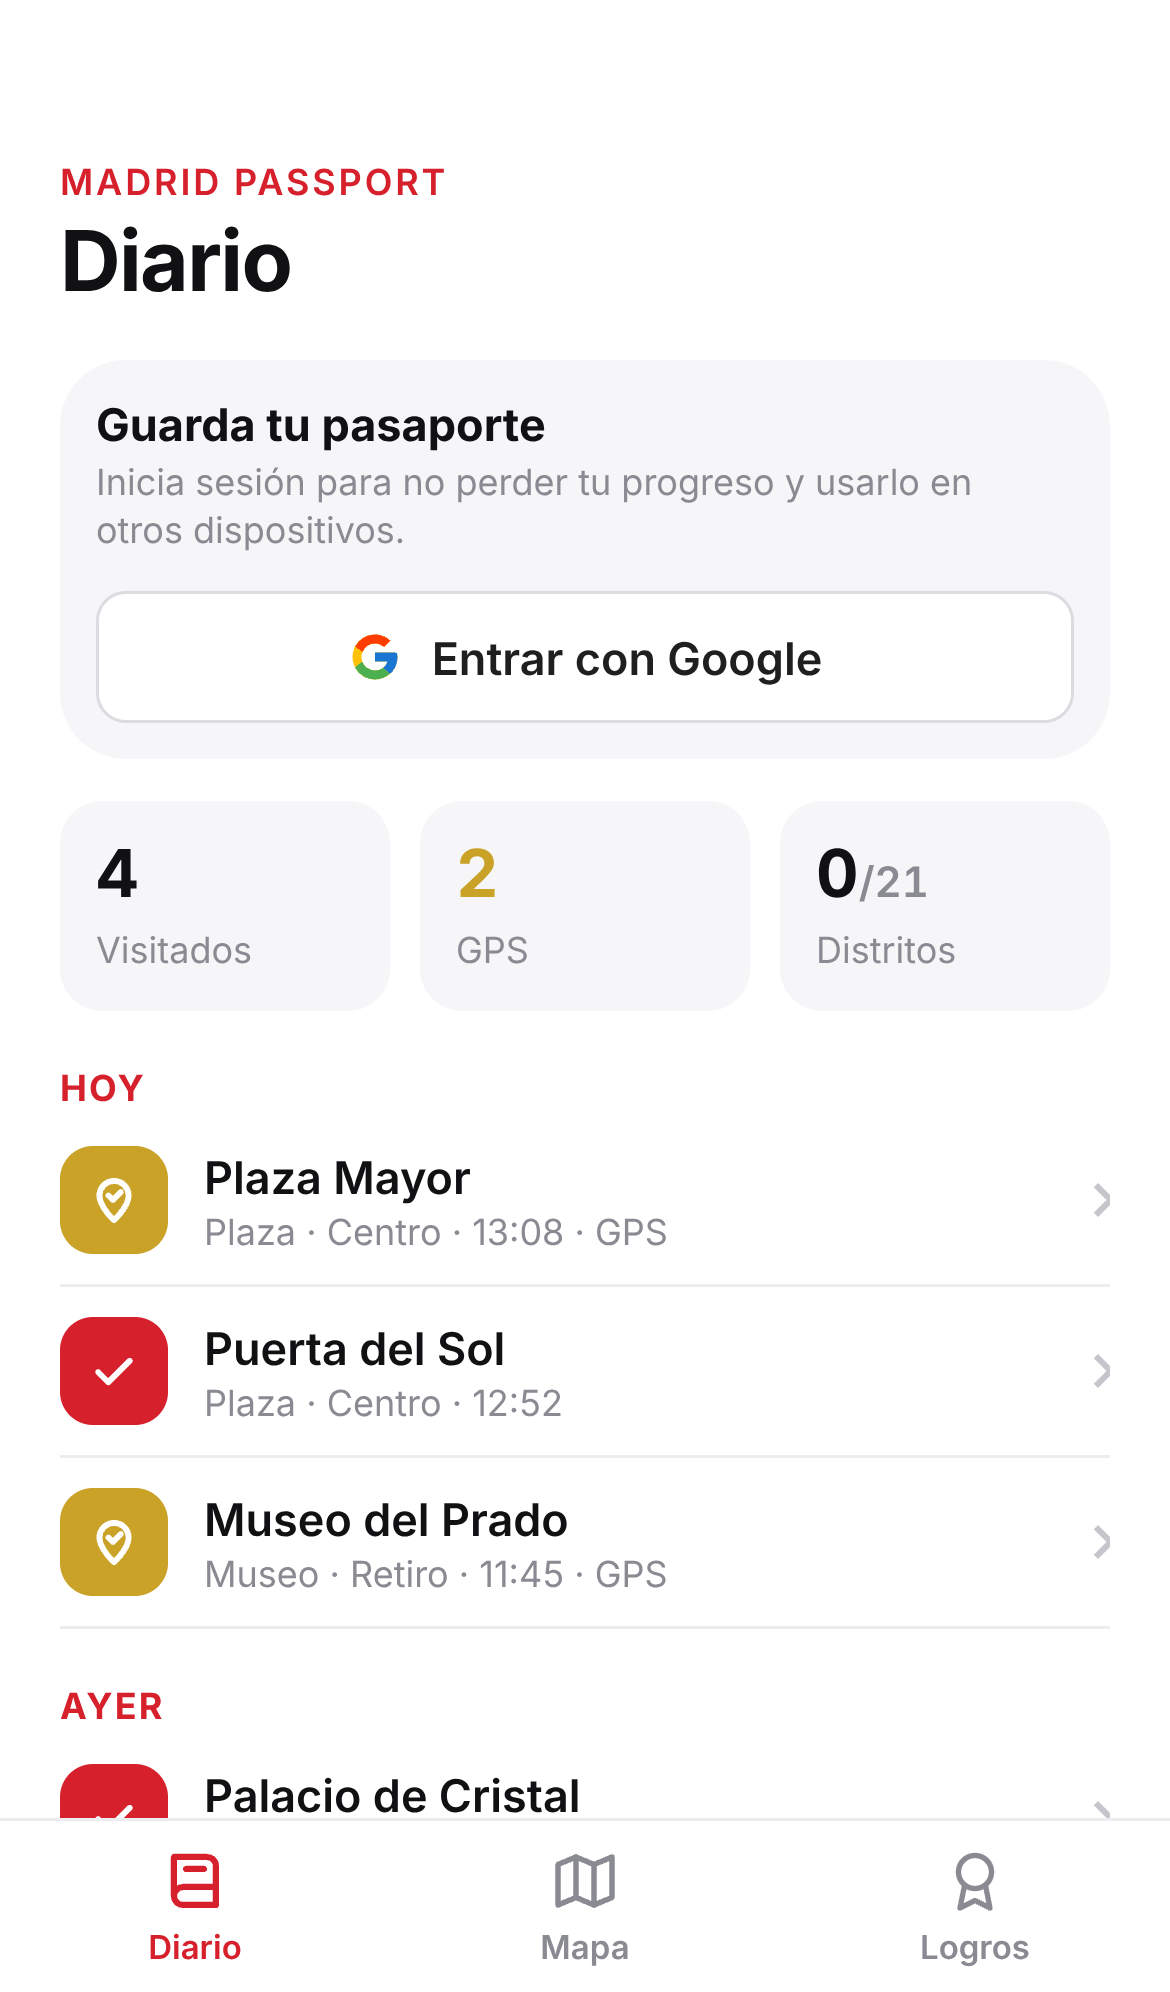 MADRID PASSPORT
Diario
Guarda tu pasaporte
Inicia sesión para no perder tu progreso y usarlo en
otros dispositivos.
Entrar con Google
4
Visitados
2
GPS
0/21
Distritos
HOY
Plaza Mayor
Plaza · Centro · 13:08 · GPS
Puerta del Sol
Plaza · Centro · 12:52
Museo del Prado
Museo · Retiro · 11:45 · GPS
AYER
Palacio de Cristal
Diario
Mapa
Logros